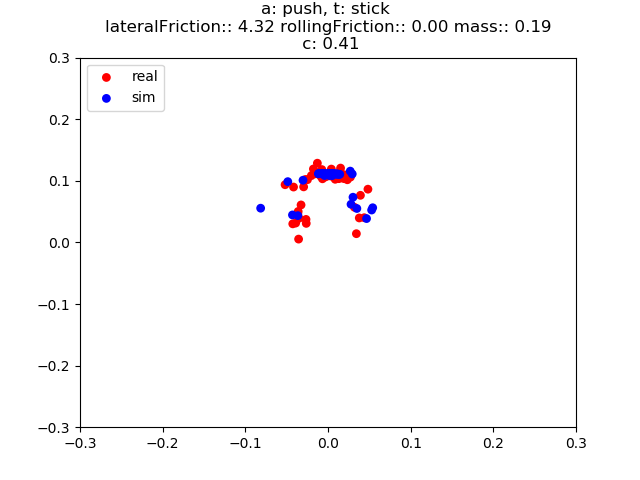 a: push, t: stick
lateralFriction:: 4.32 rollingFriction:: 0.00 mass:: 0.19
c: 0.41
real
sim
0.3
0.2
0.1
0.0
−0.1
−0.2
−0.3
−0.3 −0.2 −0.1 0.0 0.1 0.2 0.3